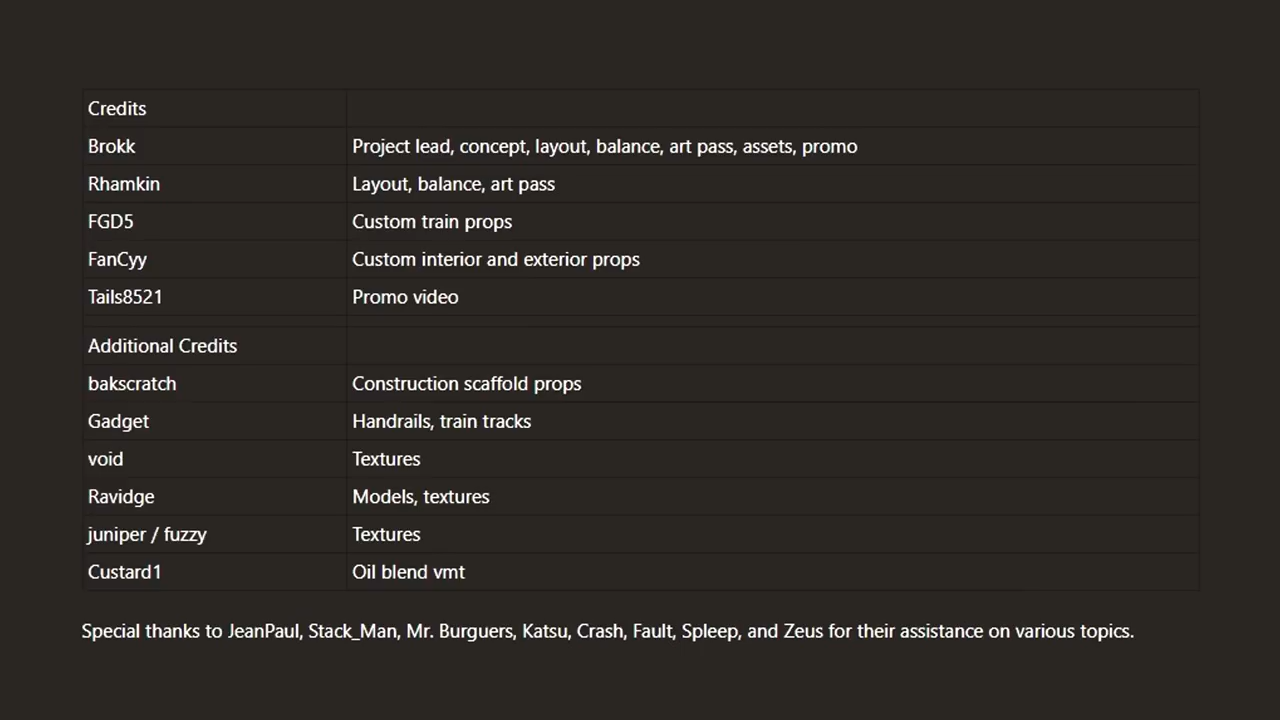 Credits
Brokk Project lead, concept, layout, balance, art pass, assets, promo
Rhamkin Layout, balance, art pass
FGD5 Custom train props
FanCyy Custom interior and exterior props
Tails8521 Promo video
Additional Credits
bakscratch Construction scaffold props
Gadget Handrails, train tracks
void Textures
Ravidge Models, textures
juniper / fuzzy Textures
Custard1 Oil blend vmt
Special thanks to JeanPaul, Stack_Man, Mr. Burguers, Katsu, Crash, Fault, Spleep, and Zeus for their assistance on various topics.